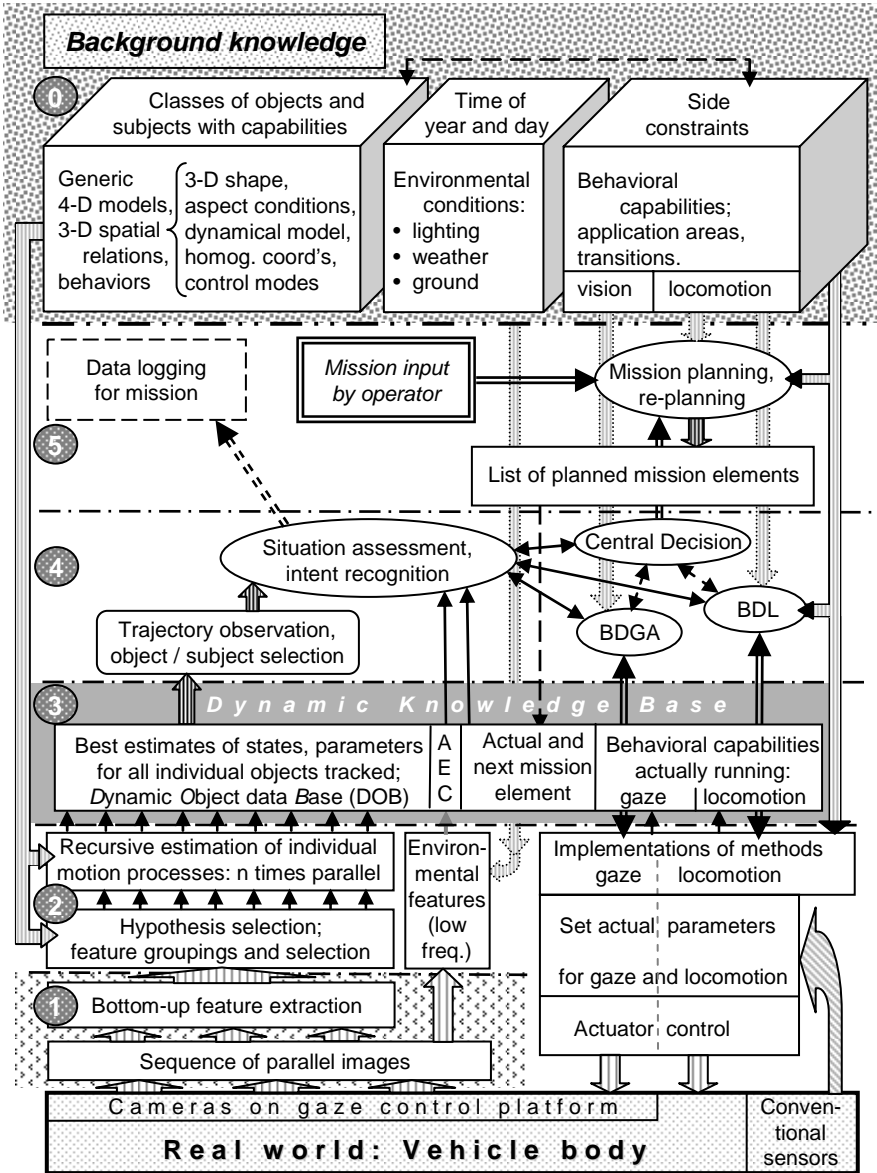 Background knowledge
0
Classes of objects and
subjects with capabilities
Time of
year and day
Side
constraints
Generic
4-D models,
3-D spatial
relations,
behaviors
3-D shape,
aspect conditions,
dynamical model,
homog. coord's,
control modes
Environmental
conditions:
• lighting
• weather
• ground
Behavioral
capabilities;
application areas,
transitions.
vision
locomotion
Data logging
for mission
Mission input
by operator
Mission planning,
re-planning
5
List of planned mission elements
4
Situation assessment,
intent recognition
Central Decision
BDGA
BDL
Trajectory observation,
object / subject selection
3
Dynamic Knowledge Base
Best estimates of states, parameters
for all individual objects tracked;
Dynamic Object data Base (DOB)
A
E
C
Actual and
next mission
element
Behavioral capabilities
actually running:
gaze
locomotion
Recursive estimation of individual
motion processes: n times parallel
Environ-
mental
features
(low
freq.)
Implementations of methods
gaze locomotion
2
Hypothesis selection;
feature groupings and selection
Set actual parameters
for gaze and locomotion
1
Bottom-up feature extraction
Actuator control
Sequence of parallel images
Cameras on gaze control platform
Real world: Vehicle body
Conven-
tional
sensors